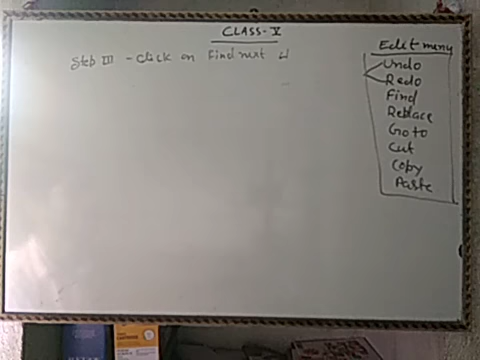 CLASS-V
Step III - Click on Find next
Edit menu
Undo
Redo
Find
Replace
Go to
Cut
Copy
Paste